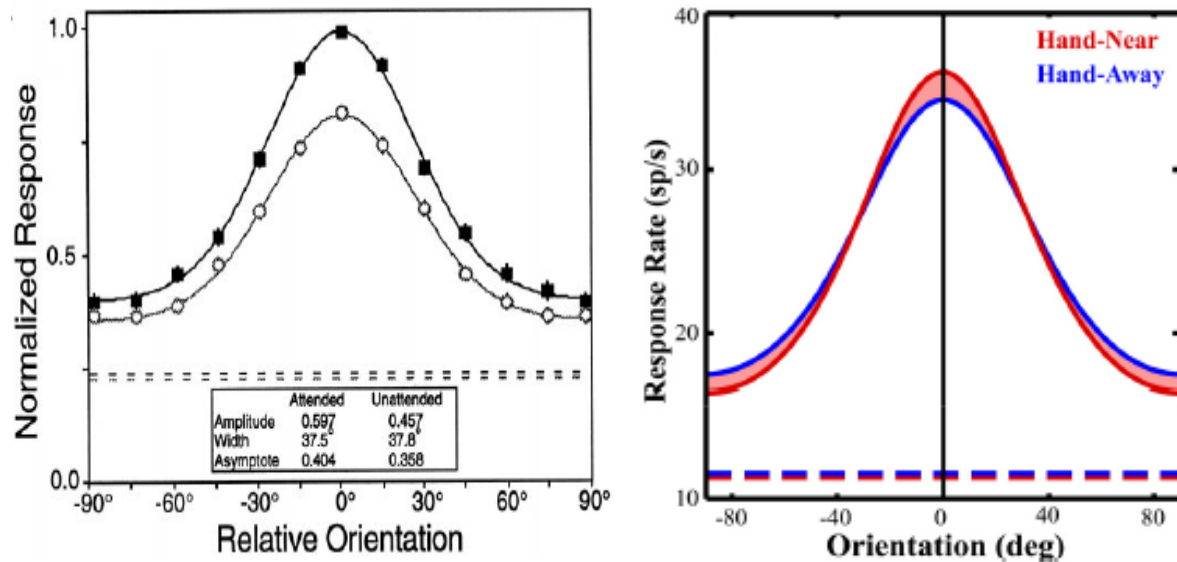 1.0
0.5
0.0
Normalized Response
Attended Unattended
Amplitude 0.597 0.457
Width 37.5° 37.8°
Asymptote 0.404 0.358
-90° -60° -30° 0° 30° 60° 90°
Relative Orientation
40
30
20
10
Response Rate (sp/s)
Hand-Near
Hand-Away
-80 -40 0 40 80
Orientation (deg)